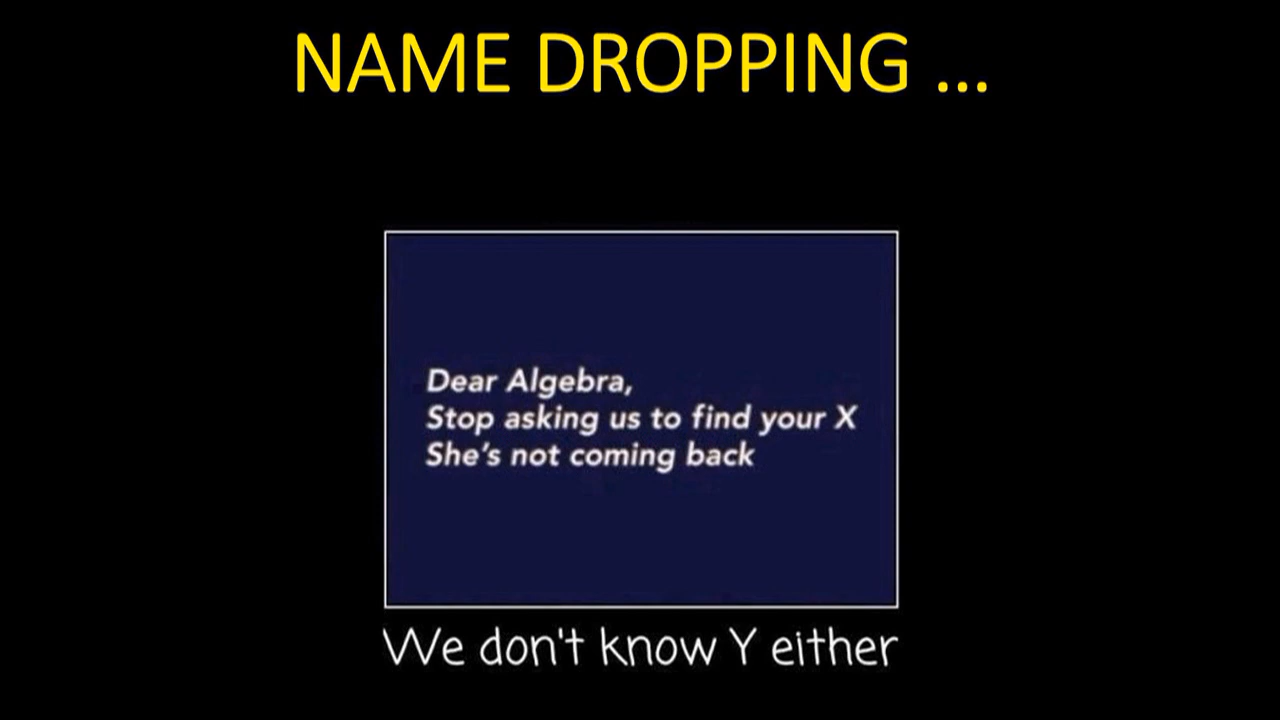 NAME DROPPING ...
Dear Algebra,
Stop asking us to find your X
She's not coming back
We don't know Y either